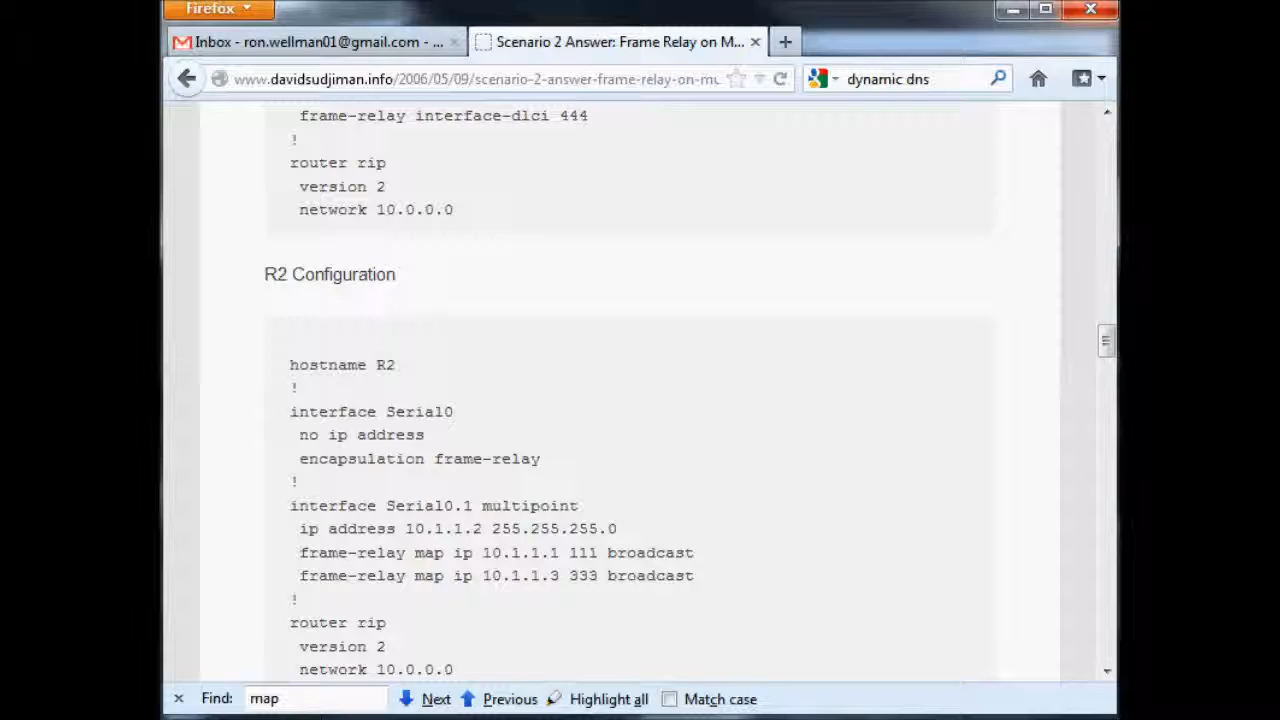 Firefox
Inbox - ron.wellman01@gmail.com - ...
Scenario 2 Answer: Frame Relay on M...
www.davidsudjiman.info/2006/05/09/scenario-2-answer-frame-relay-on-mu
dynamic dns
frame-relay interface-dlci 444
!
router rip
version 2
network 10.0.0.0
R2 Configuration
hostname R2
!
interface Serial0
no ip address
encapsulation frame-relay
!
interface Serial0.1 multipoint
ip address 10.1.1.2 255.255.255.0
frame-relay map ip 10.1.1.1 111 broadcast
frame-relay map ip 10.1.1.3 333 broadcast
!
router rip
version 2
network 10.0.0.0
Find: map Next Previous Highlight all Match case